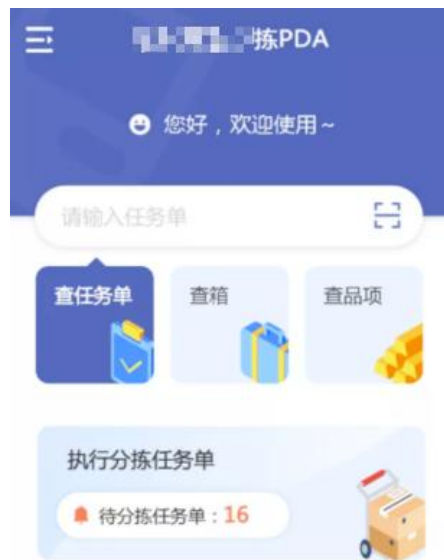 拣PDA
您好，欢迎使用~
请输入任务单
查任务单
查箱
查品项
执行分拣任务单
待分拣任务单：16